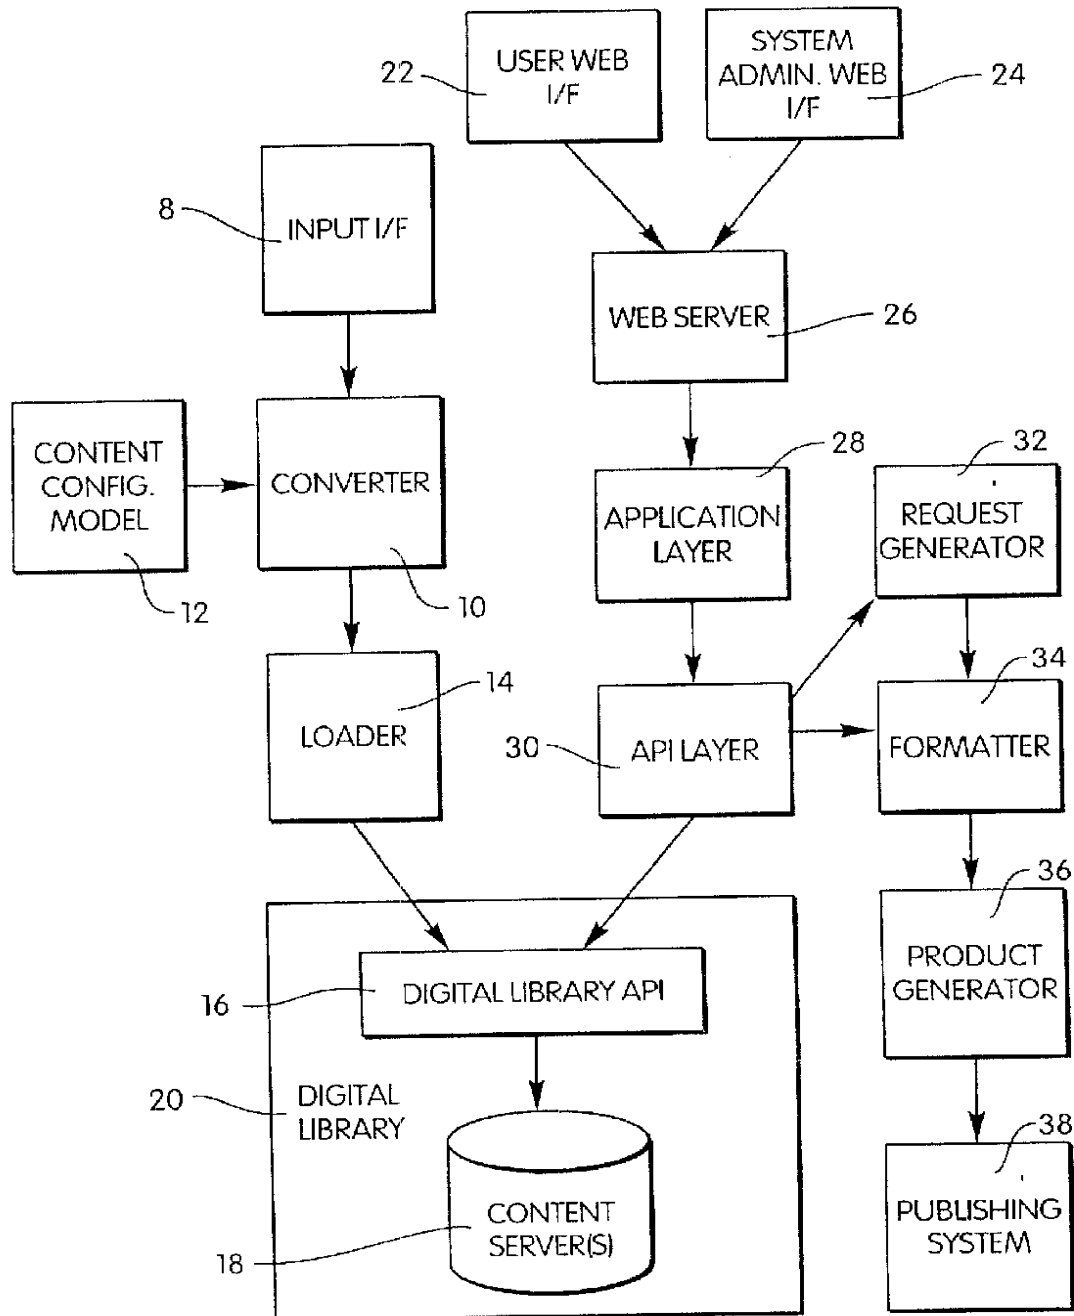 USER WEB
I/F
22
SYSTEM
ADMIN. WEB
I/F
24
INPUT I/F
8
WEB SERVER
26
CONTENT
CONFIG.
MODEL
12
CONVERTER
10
APPLICATION
LAYER
28
REQUEST
GENERATOR
32
LOADER
14
API LAYER
30
FORMATTER
34
DIGITAL LIBRARY API
16
PRODUCT
GENERATOR
36
DIGITAL
LIBRARY
20
CONTENT
SERVER(S)
18
PUBLISHING
SYSTEM
38